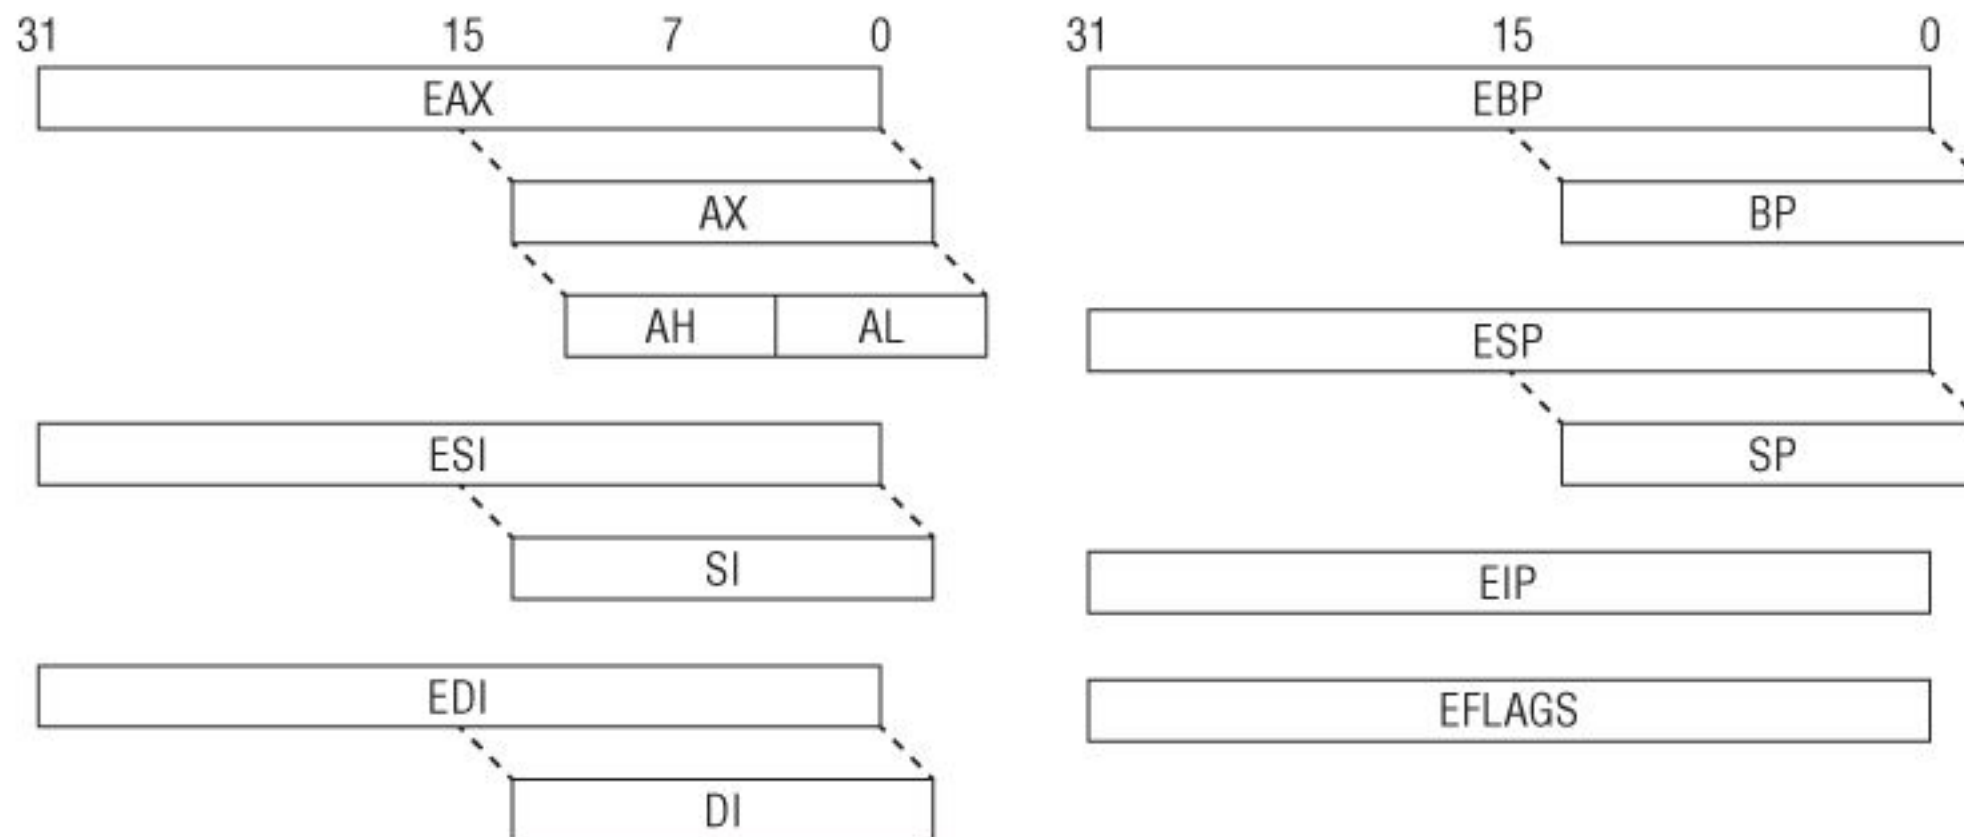 31 15 7 0
EAX
AX
AH AL
ESI
SI
EDI
DI
31 15 0
EBP
BP
ESP
SP
EIP
EFLAGS